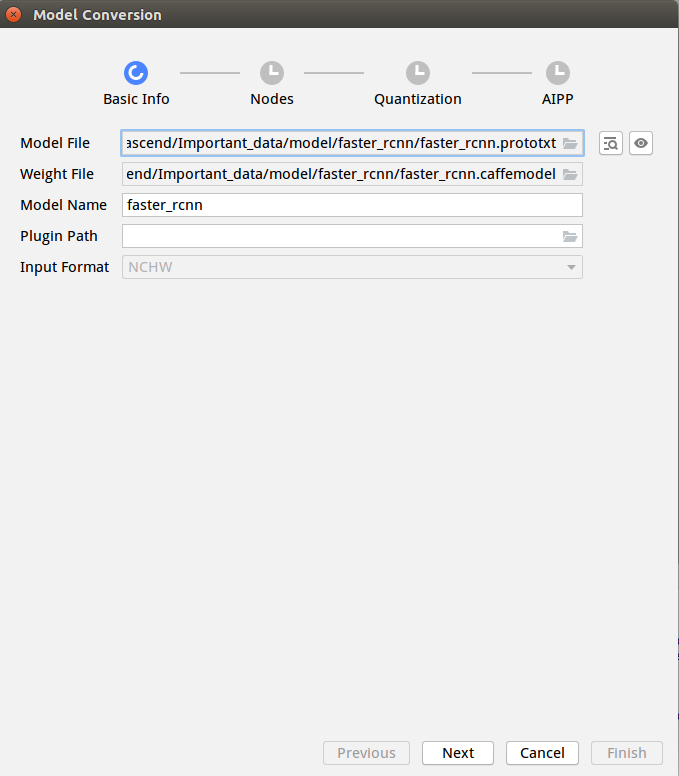 Model Conversion
Basic Info Nodes Quantization AIPP
Model File ascend/Important_data/model/faster_rcnn/faster_rcnn.prototxt
Weight File end/Important_data/model/faster_rcnn/faster_rcnn.caffemodel
Model Name faster_rcnn
Plugin Path
Input Format NCHW
Previous Next Cancel Finish